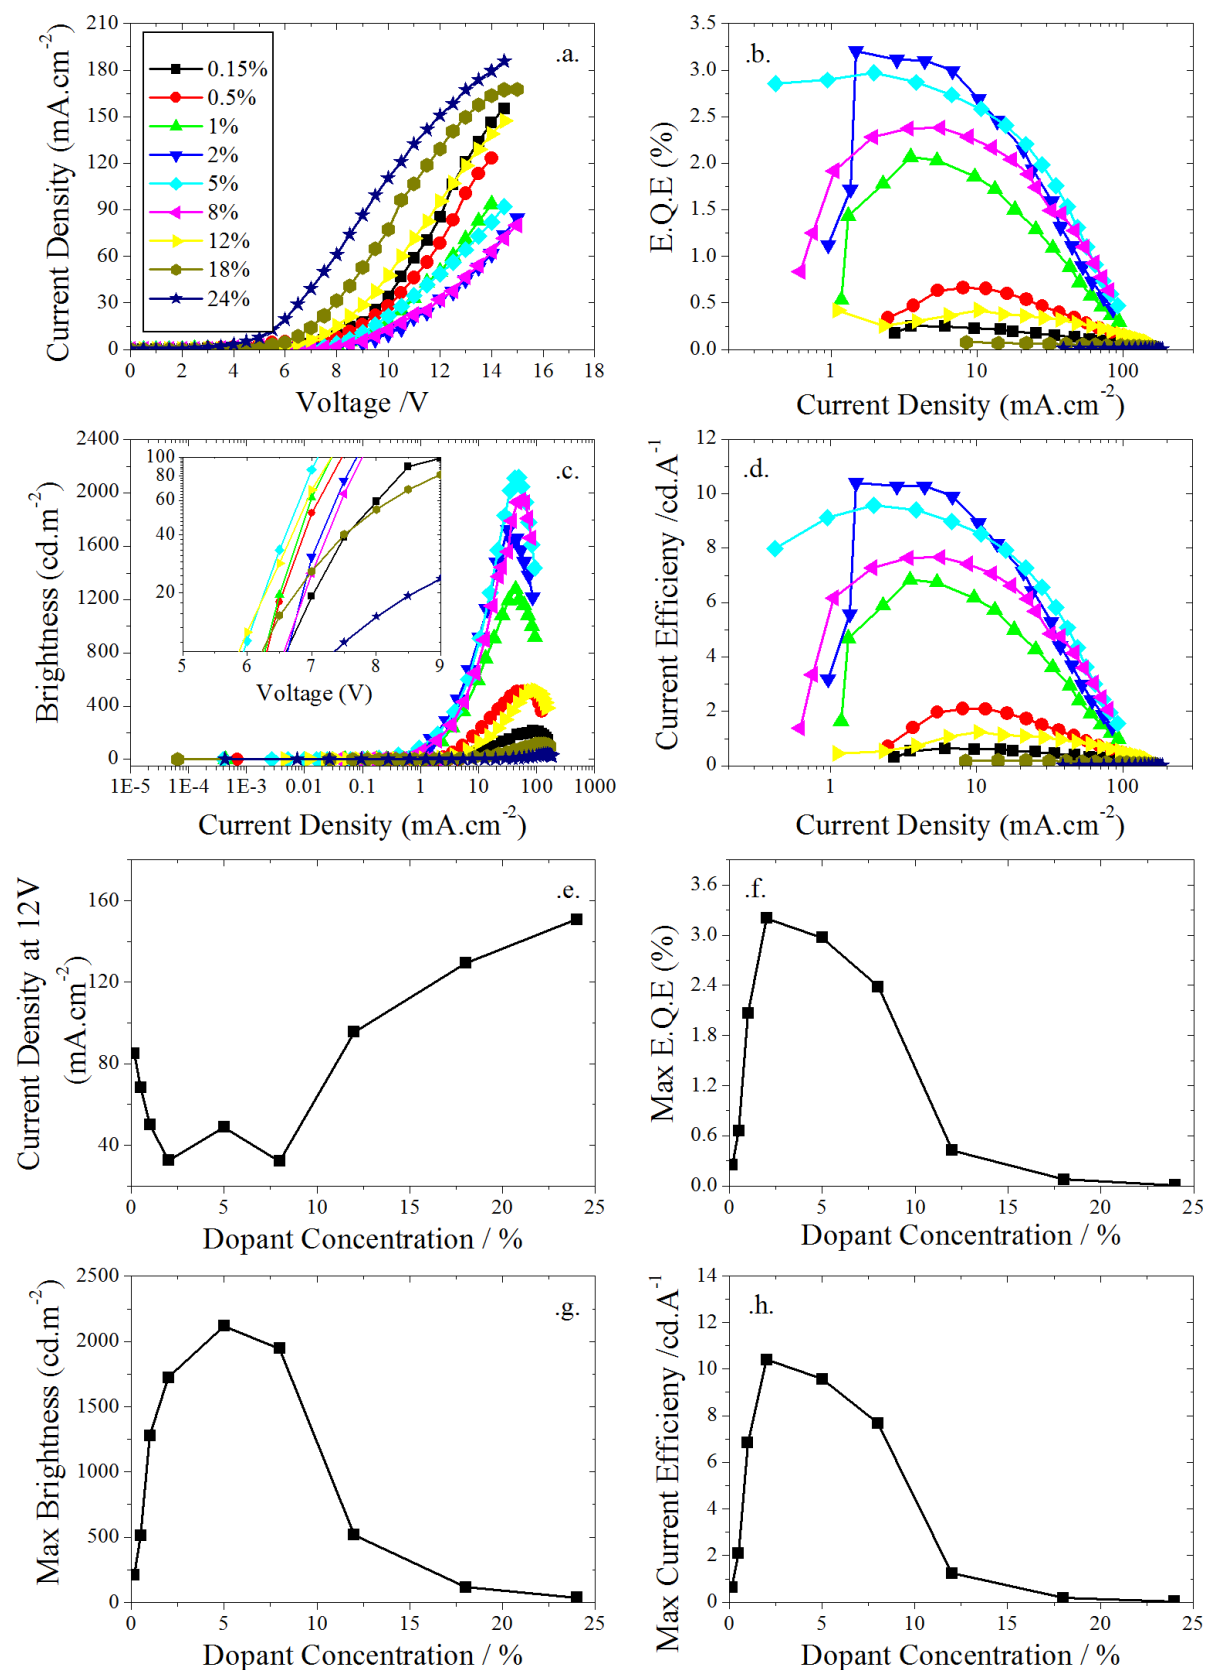 .a.
Current Density (mA.cm-2)
210
180
150
120
90
60
30
0
0.15%
0.5%
1%
2%
5%
8%
12%
18%
24%
0 2 4 6 8 10 12 14 16 18
Voltage /V
.b.
E.Q.E (%)
3.5
3.0
2.5
2.0
1.5
1.0
0.5
0.0
1 10 100
Current Density (mA.cm-2)
.c.
Brightness (cd.m-2)
2400
2000
1600
1200
800
400
0
100
80
60
40
20
5 6 7 8 9
Voltage (V)
1E-5 1E-4 1E-3 0.01 0.1 1 10 100 1000
Current Density (mA.cm-2)
.d.
Current Efficieny /cd.A-1
12
10
8
6
4
2
0
1 10 100
Current Density (mA.cm-2)
.e.
Current Density at 12V
(mA.cm-2)
160
120
80
40
0 5 10 15 20 25
Dopant Concentration / %
.f.
Max E.Q.E (%)
3.6
3.0
2.4
1.8
1.2
0.6
0.0
0 5 10 15 20 25
Dopant Concentration / %
.g.
Max Brightness (cd.m-2)
2500
2000
1500
1000
500
0
0 5 10 15 20 25
Dopant Concentration / %
.h.
Max Current Efficieny /cd.A-1
14
12
10
8
6
4
2
0
0 5 10 15 20 25
Dopant Concentration / %